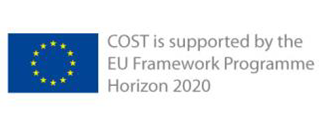 COST is supported by the
EU Framework Programme
Horizon 2020